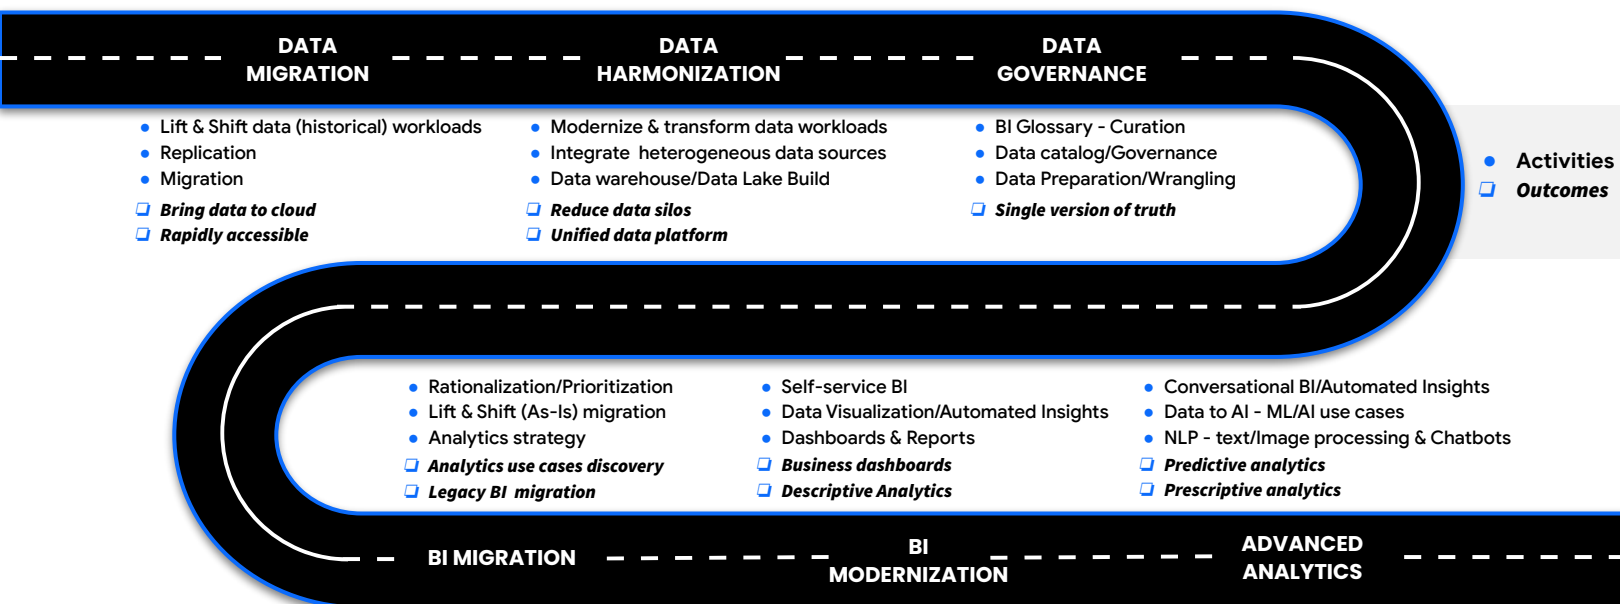 DATA
MIGRATION
DATA
HARMONIZATION
DATA
GOVERNANCE
Lift & Shift data (historical) workloads
Replication
Migration
Bring data to cloud
Rapidly accessible
Modernize & transform data workloads
Integrate heterogeneous data sources
Data warehouse/Data Lake Build
Reduce data silos
Unified data platform
BI Glossary - Curation
Data catalog/Governance
Data Preparation/Wrangling
Single version of truth
Activities
Outcomes
Rationalization/Prioritization
Lift & Shift (As-Is) migration
Analytics strategy
Analytics use cases discovery
Legacy BI migration
Self-service BI
Data Visualization/Automated Insights
Dashboards & Reports
Business dashboards
Descriptive Analytics
Conversational BI/Automated Insights
Data to AI - ML/AI use cases
NLP - text/Image processing & Chatbots
Predictive analytics
Prescriptive analytics
BI MIGRATION
BI
MODERNIZATION
ADVANCED
ANALYTICS